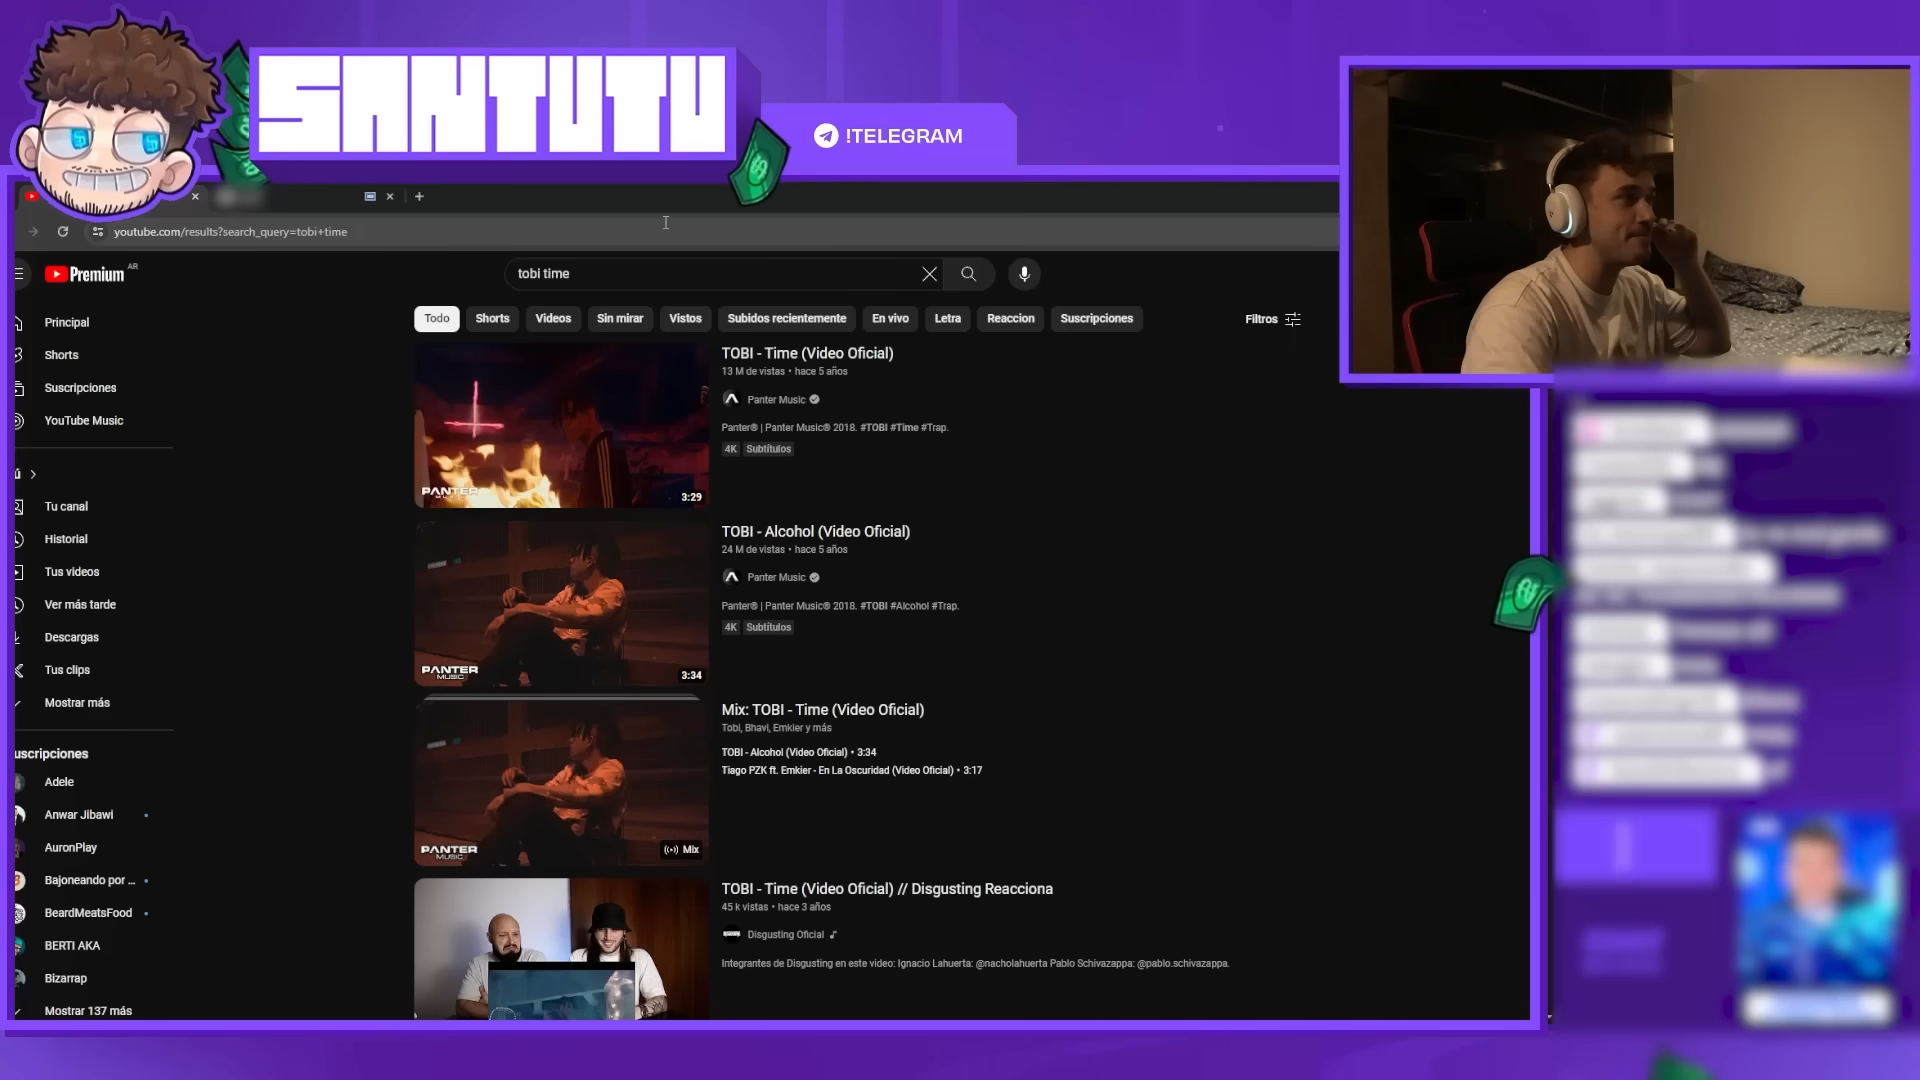 SANTUTU
!TELEGRAM
youtube.com/results?search_query=tobi+time
Premium AR
tobi time
Todo
Shorts
Videos
Sin mirar
Vistos
Subidos recientemente
En vivo
Letra
Reaccion
Suscripciones
Filtros
Principal
Shorts
Suscripciones
YouTube Music
Tu canal
Historial
Tus videos
Ver más tarde
Descargas
Tus clips
Mostrar más
uscripciones
Adele
Anwar Jibawi
AuronPlay
Bajoneando por ...
BeardMeatsFood
BERTI AKA
Bizarrap
Mostrar 137 más
PANTER
3:29
TOBI - Time (Video Oficial)
13 M de vistas • hace 5 años
Panter Music
Panter® | Panter Music® 2018. #TOBI #Time #Trap.
4K Subtítulos
PANTER
MUSIC
3:34
TOBI - Alcohol (Video Oficial)
24 M de vistas • hace 5 años
Panter Music
Panter® | Panter Music® 2018. #TOBI #Alcohol #Trap.
4K Subtítulos
PANTER
MUSIC
Mix
Mix: TOBI - Time (Video Oficial)
Tobi, Bhavi, Emkier y más
TOBI - Alcohol (Video Oficial) • 3:34
Tiago PZK ft. Emkier - En La Oscuridad (Video Oficial) • 3:17
TOBI - Time (Video Oficial) // Disgusting Reacciona
45 k vistas • hace 3 años
Disgusting Oficial
Integrantes de Disgusting en este video: Ignacio Lahuerta: @nacholahuerta Pablo Schivazappa: @pablo.schivazappa.